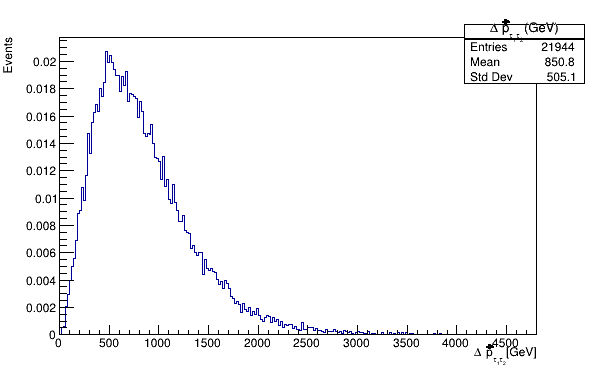 Δ p⃗τ₁τ₂ (GeV)
Entries 21944
Mean 850.8
Std Dev 505.1
Events
0.02
0.018
0.016
0.014
0.012
0.01
0.008
0.006
0.004
0.002
0
0 500 1000 1500 2000 2500 3000 3500 4000 4500
Δ p⃗τ₁τ₂ [GeV]